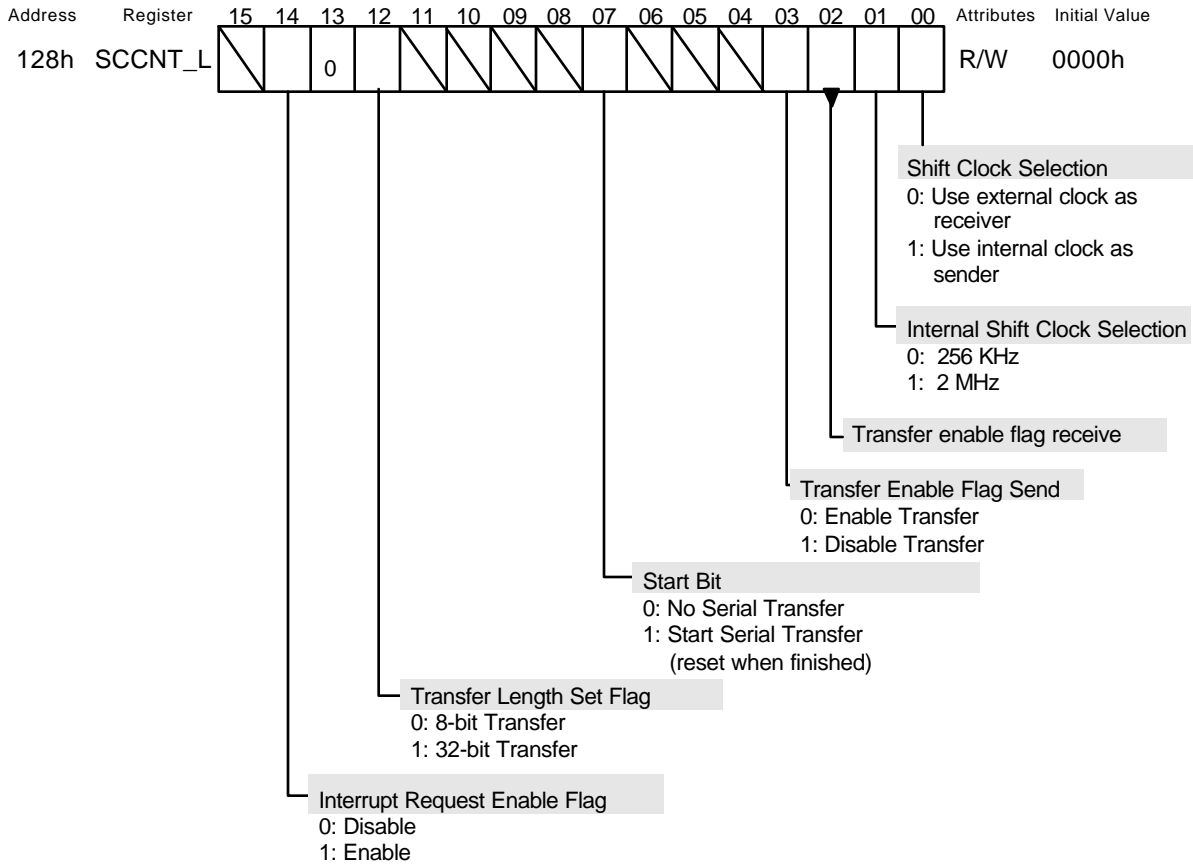 Address Register 15 14 13 12 11 10 09 08 07 06 05 04 03 02 01 00 Attributes Initial Value
128h SCCNT_L 0 R/W 0000h
Shift Clock Selection
0: Use external clock as
receiver
1: Use internal clock as
sender
Internal Shift Clock Selection
0: 256 KHz
1: 2 MHz
Transfer enable flag receive
Transfer Enable Flag Send
0: Enable Transfer
1: Disable Transfer
Start Bit
0: No Serial Transfer
1: Start Serial Transfer
(reset when finished)
Transfer Length Set Flag
0: 8-bit Transfer
1: 32-bit Transfer
Interrupt Request Enable Flag
0: Disable
1: Enable